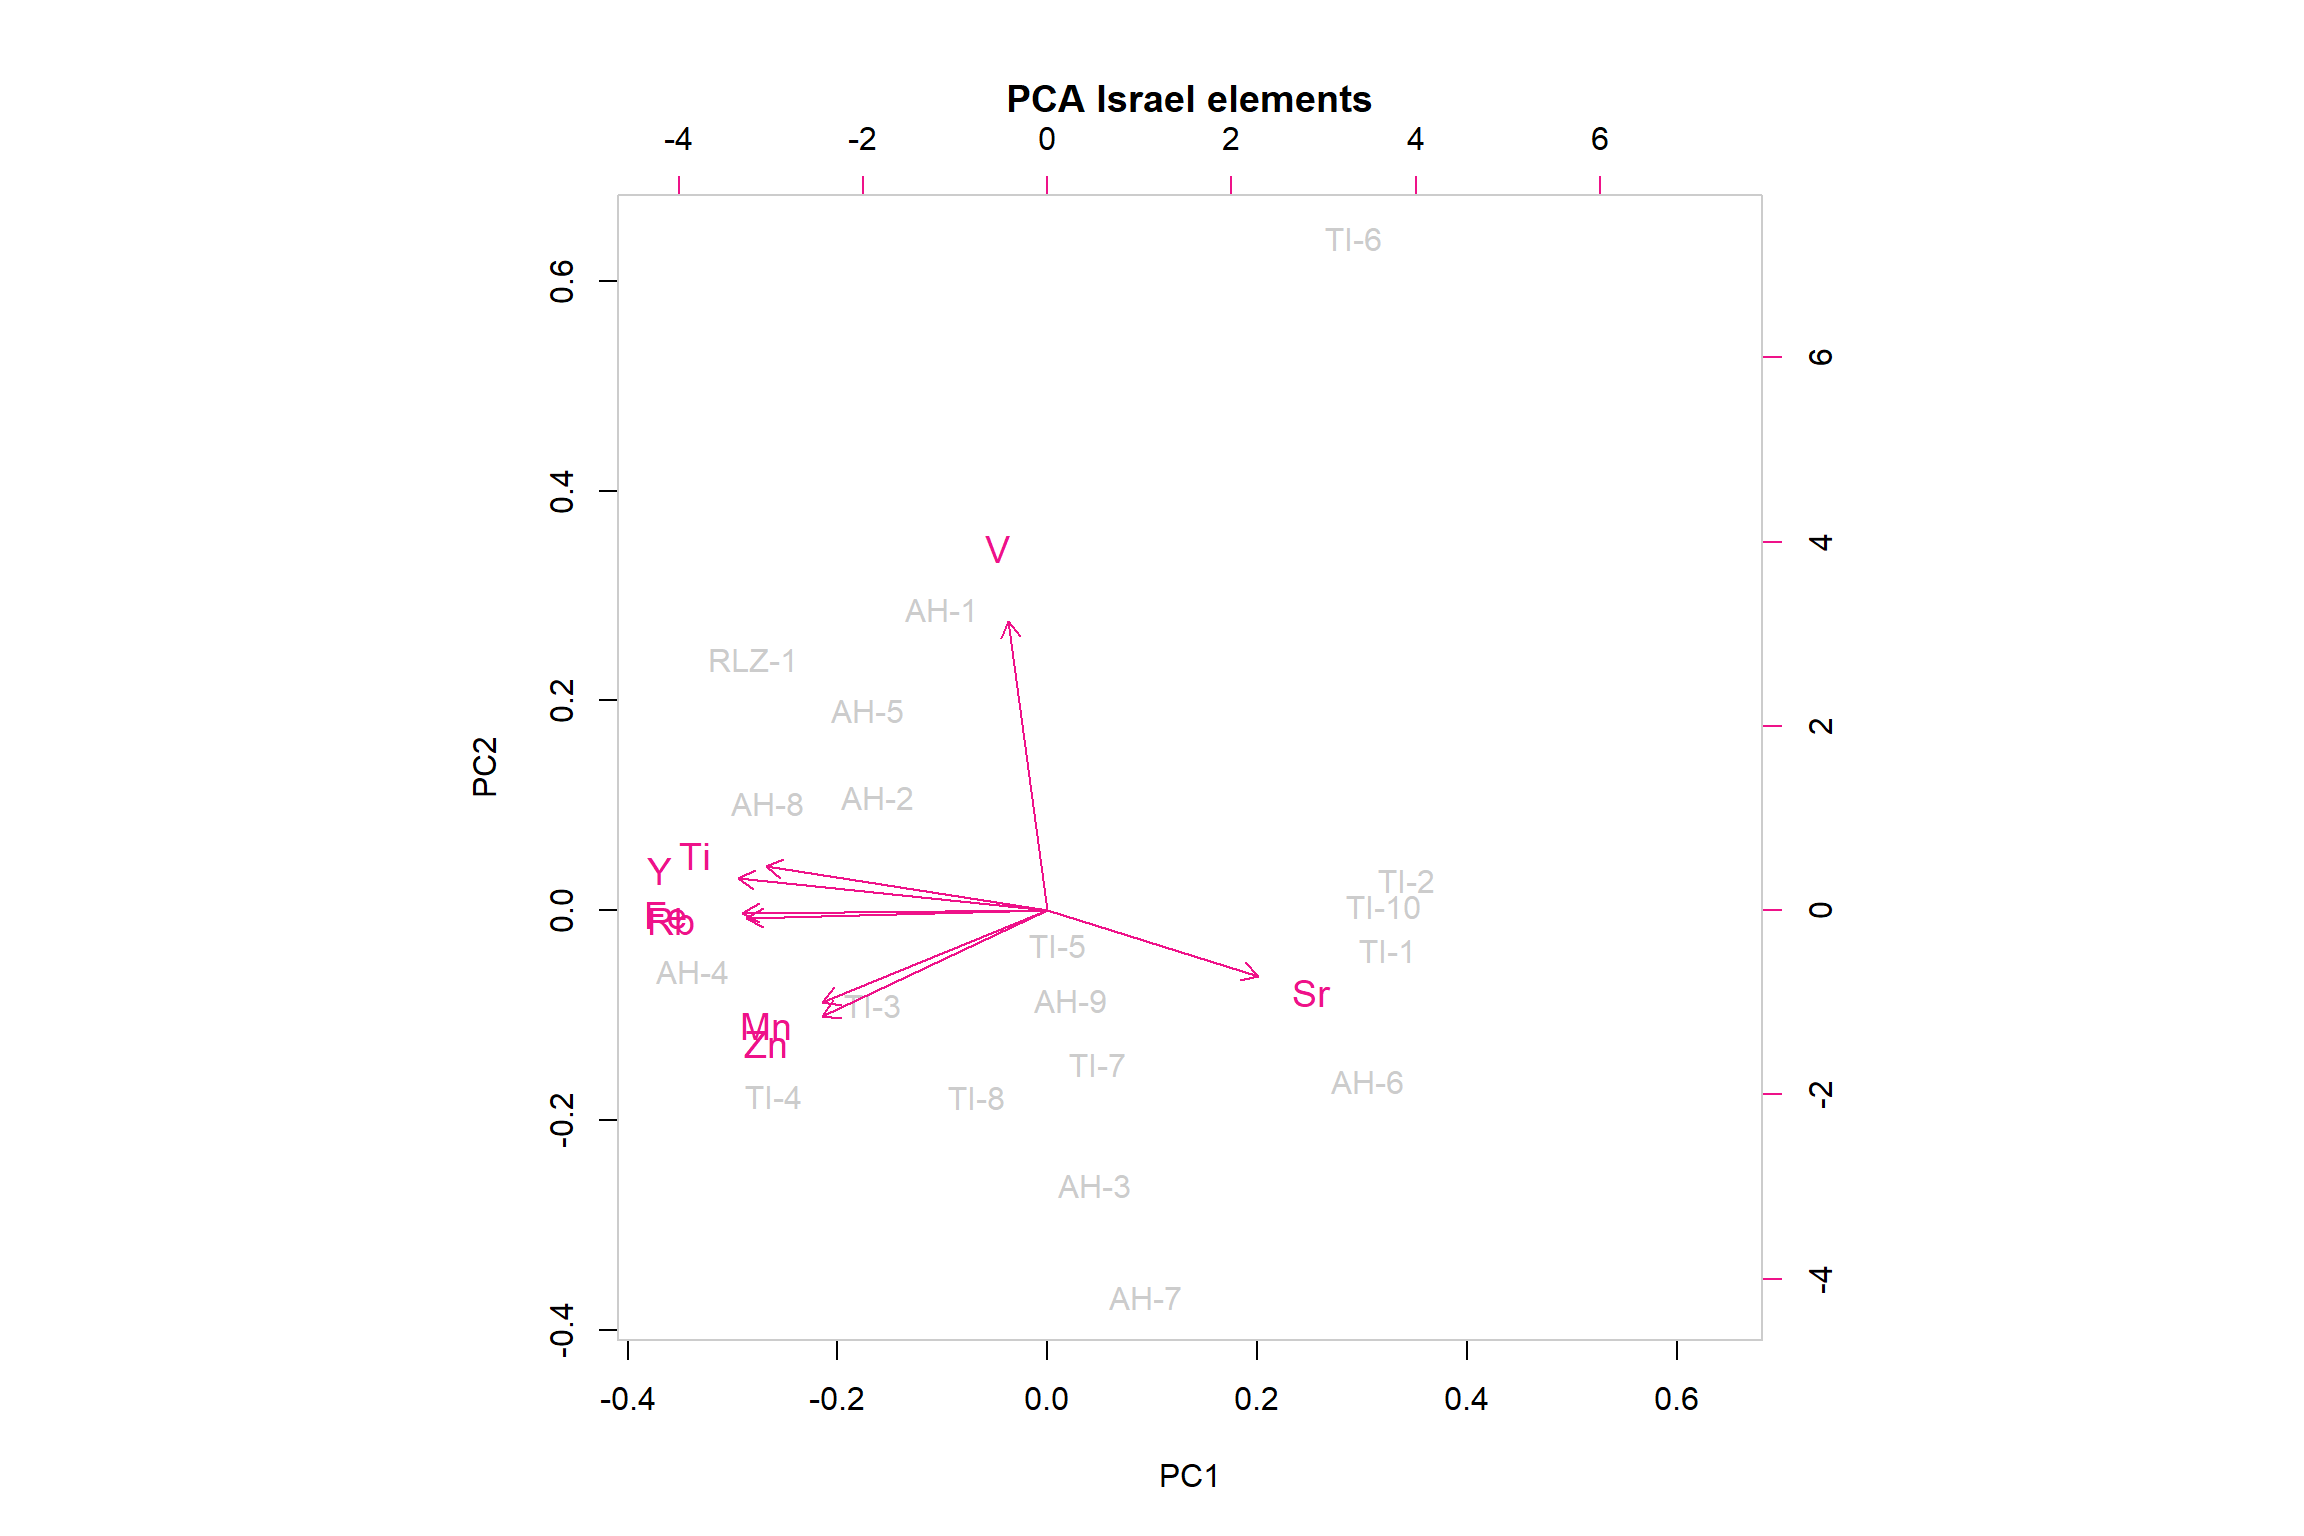 PCA Israel elements
-4 -2 0 2 4 6
TI-6
0.6
6
0.4
V
4
AH-1
RLZ-1
0.2
AH-5
2
PC2
AH-8 AH-2
Ti
Y
TI-2
0.0
Fe
TI-10
0
Rb
TI-5
TI-1
AH-4
Sr
TI-3
AH-9
Mn
Zn
TI-7
AH-6
TI-4
TI-8
-2
-0.2
AH-3
-4
AH-7
-0.4
-0.4 -0.2 0.0 0.2 0.4 0.6
PC1